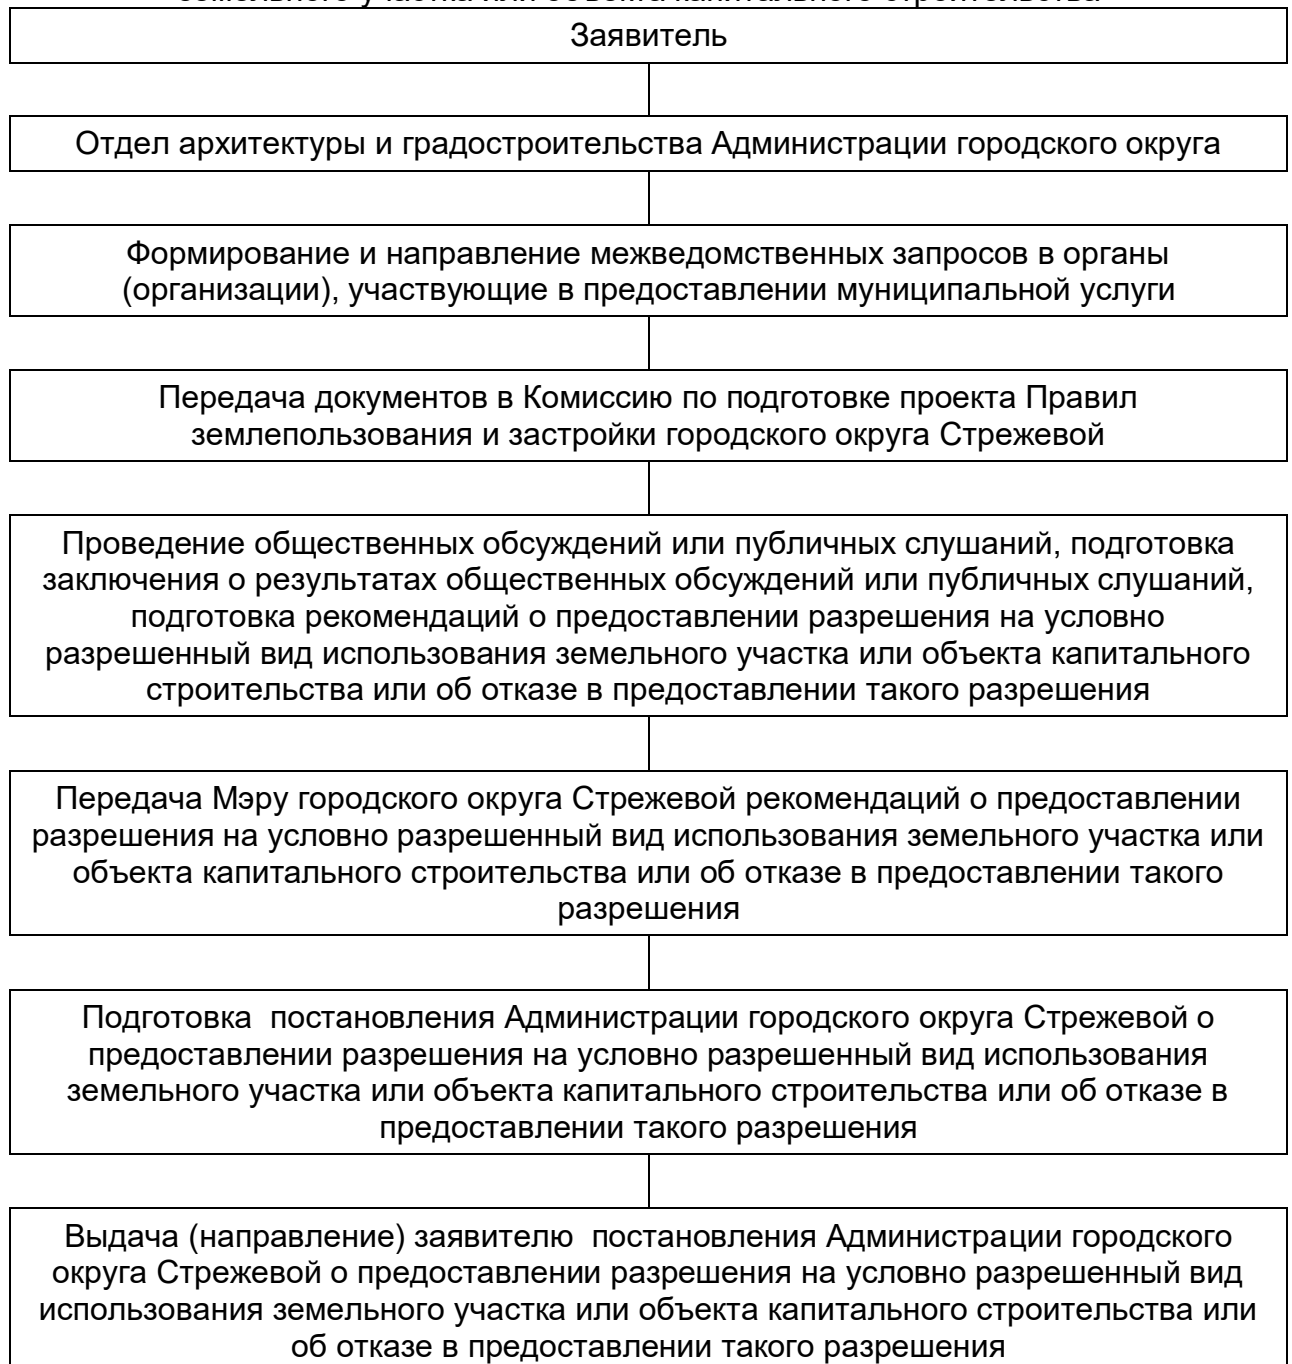 земельного участка или объекта капитального строительства
Заявитель
Отдел архитектуры и градостроительства Администрации городского округа
Формирование и направление межведомственных запросов в органы
(организации), участвующие в предоставлении муниципальной услуги
Передача документов в Комиссию по подготовке проекта Правил
землепользования и застройки городского округа Стрежевой
Проведение общественных обсуждений или публичных слушаний, подготовка
заключения о результатах общественных обсуждений или публичных слушаний,
подготовка рекомендаций о предоставлении разрешения на условно
разрешенный вид использования земельного участка или объекта капитального
строительства или об отказе в предоставлении такого разрешения
Передача Мэру городского округа Стрежевой рекомендаций о предоставлении
разрешения на условно разрешенный вид использования земельного участка или
объекта капитального строительства или об отказе в предоставлении такого
разрешения
Подготовка  постановления Администрации городского округа Стрежевой о
предоставлении разрешения на условно разрешенный вид использования
земельного участка или объекта капитального строительства или об отказе в
предоставлении такого разрешения
Выдача (направление) заявителю  постановления Администрации городского
округа Стрежевой о предоставлении разрешения на условно разрешенный вид
использования земельного участка или объекта капитального строительства или
об отказе в предоставлении такого разрешения